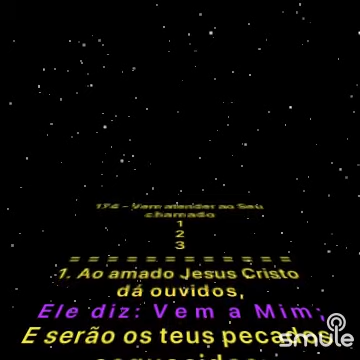 174 - Vem atender ao Seu
chamado
1
2
3
= = = = = = = = = = = = =
1. Ao amado Jesus Cristo
dá ouvidos,
Ele diz: Vem a Mim;
E serão os teus pecados
esquecidos
smule